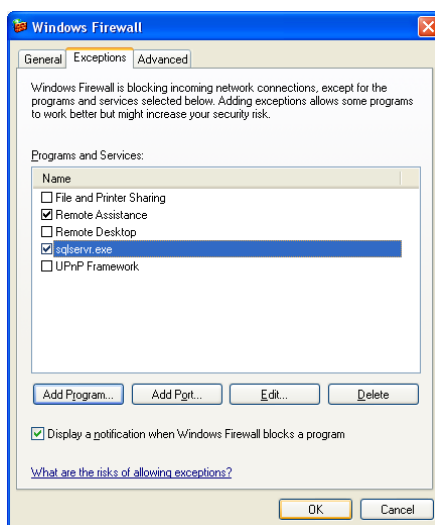 Windows Firewall
General Exceptions Advanced
Windows Firewall is blocking incoming network connections, except for the
programs and services selected below. Adding exceptions allows some programs
to work better but might increase your security risk.
Programs and Services:
Name
File and Printer Sharing
Remote Assistance
Remote Desktop
sqlservr.exe
UPnP Framework
Add Program... Add Port... Edit... Delete
Display a notification when Windows Firewall blocks a program
What are the risks of allowing exceptions?
OK Cancel